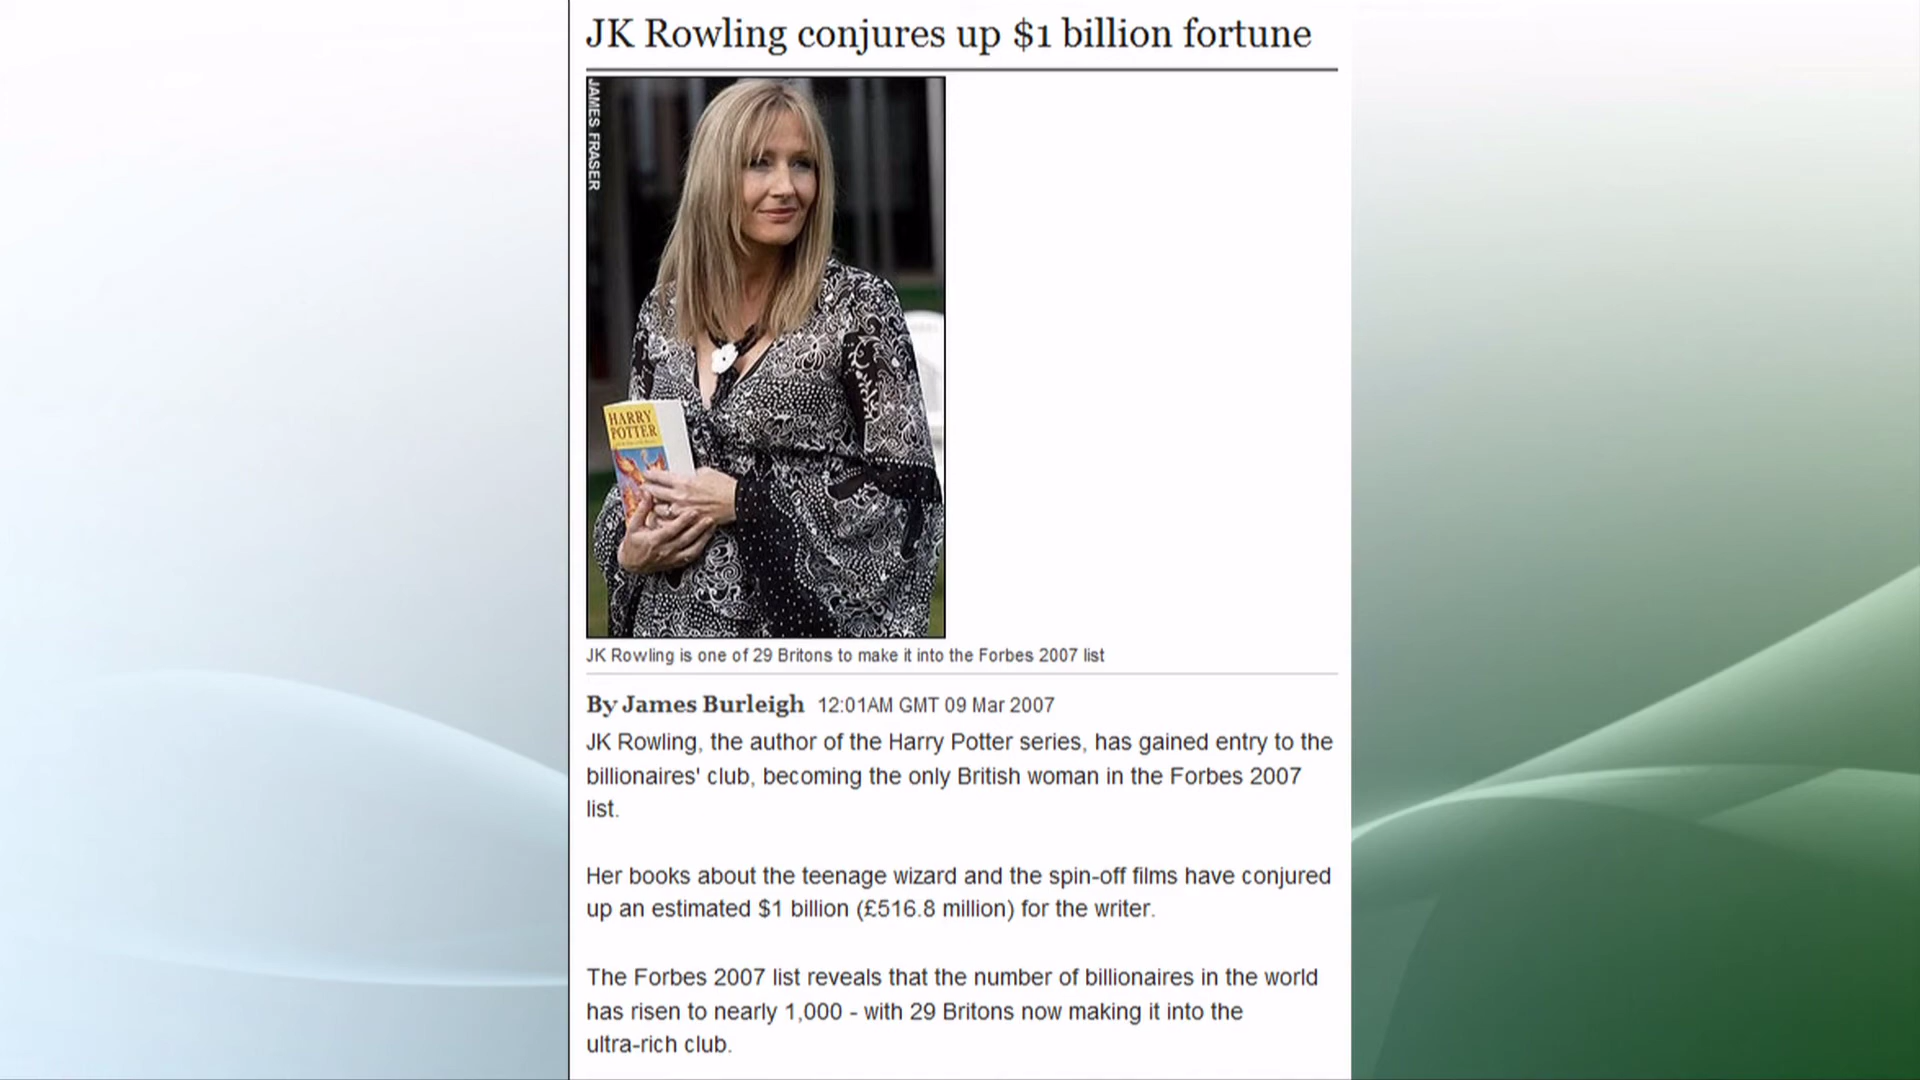 JK Rowling conjures up $1 billion fortune
JAMES FRASER
HARRY
POTTER
JK Rowling is one of 29 Britons to make it into the Forbes 2007 list
By James Burleigh 12:01AM GMT 09 Mar 2007
JK Rowling, the author of the Harry Potter series, has gained entry to the
billionaires' club, becoming the only British woman in the Forbes 2007
list.
Her books about the teenage wizard and the spin-off films have conjured
up an estimated $1 billion (£516.8 million) for the writer.
The Forbes 2007 list reveals that the number of billionaires in the world
has risen to nearly 1,000 - with 29 Britons now making it into the
ultra-rich club.